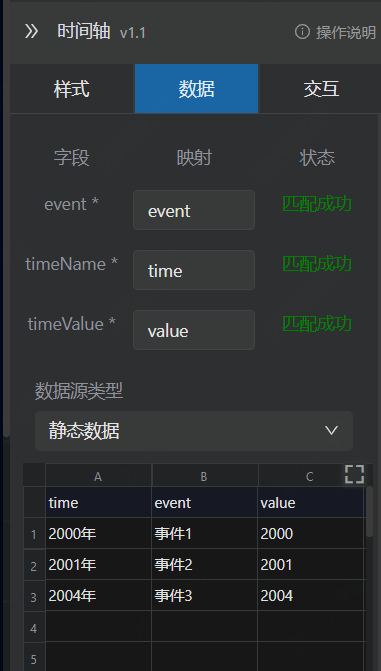 时间轴 v1.1 操作说明
样式 数据 交互
字段 映射 状态
event * event 匹配成功
timeName * time 匹配成功
timeValue * value 匹配成功
数据源类型
静态数据
A B C
time event value
1 2000年 事件1 2000
2 2001年 事件2 2001
3 2004年 事件3 2004
4
5